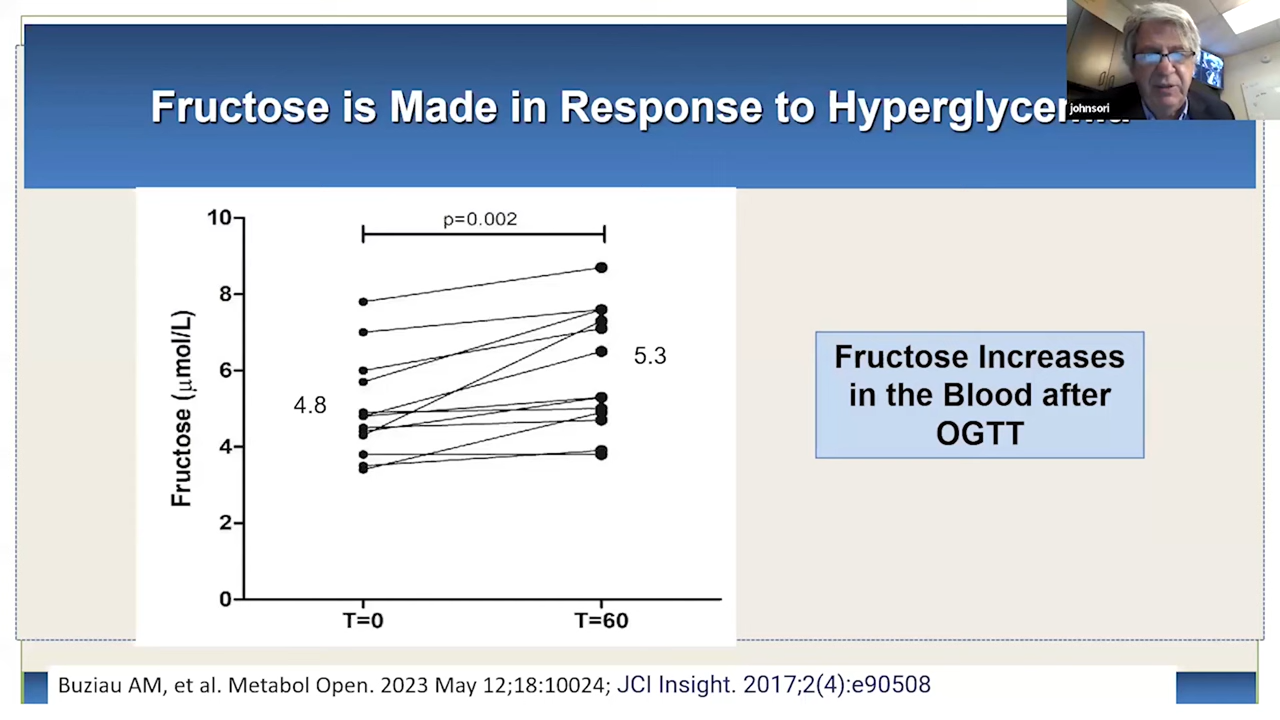 Fructose is Made in Response to Hyperglycemia
johnsori
p=0.002
10
8
6
4
2
0
Fructose (μmol/L)
4.8
5.3
T=0
T=60
Fructose Increases
in the Blood after
OGTT
Buziau AM, et al. Metabol Open. 2023 May 12;18:10024; JCI Insight. 2017;2(4):e90508